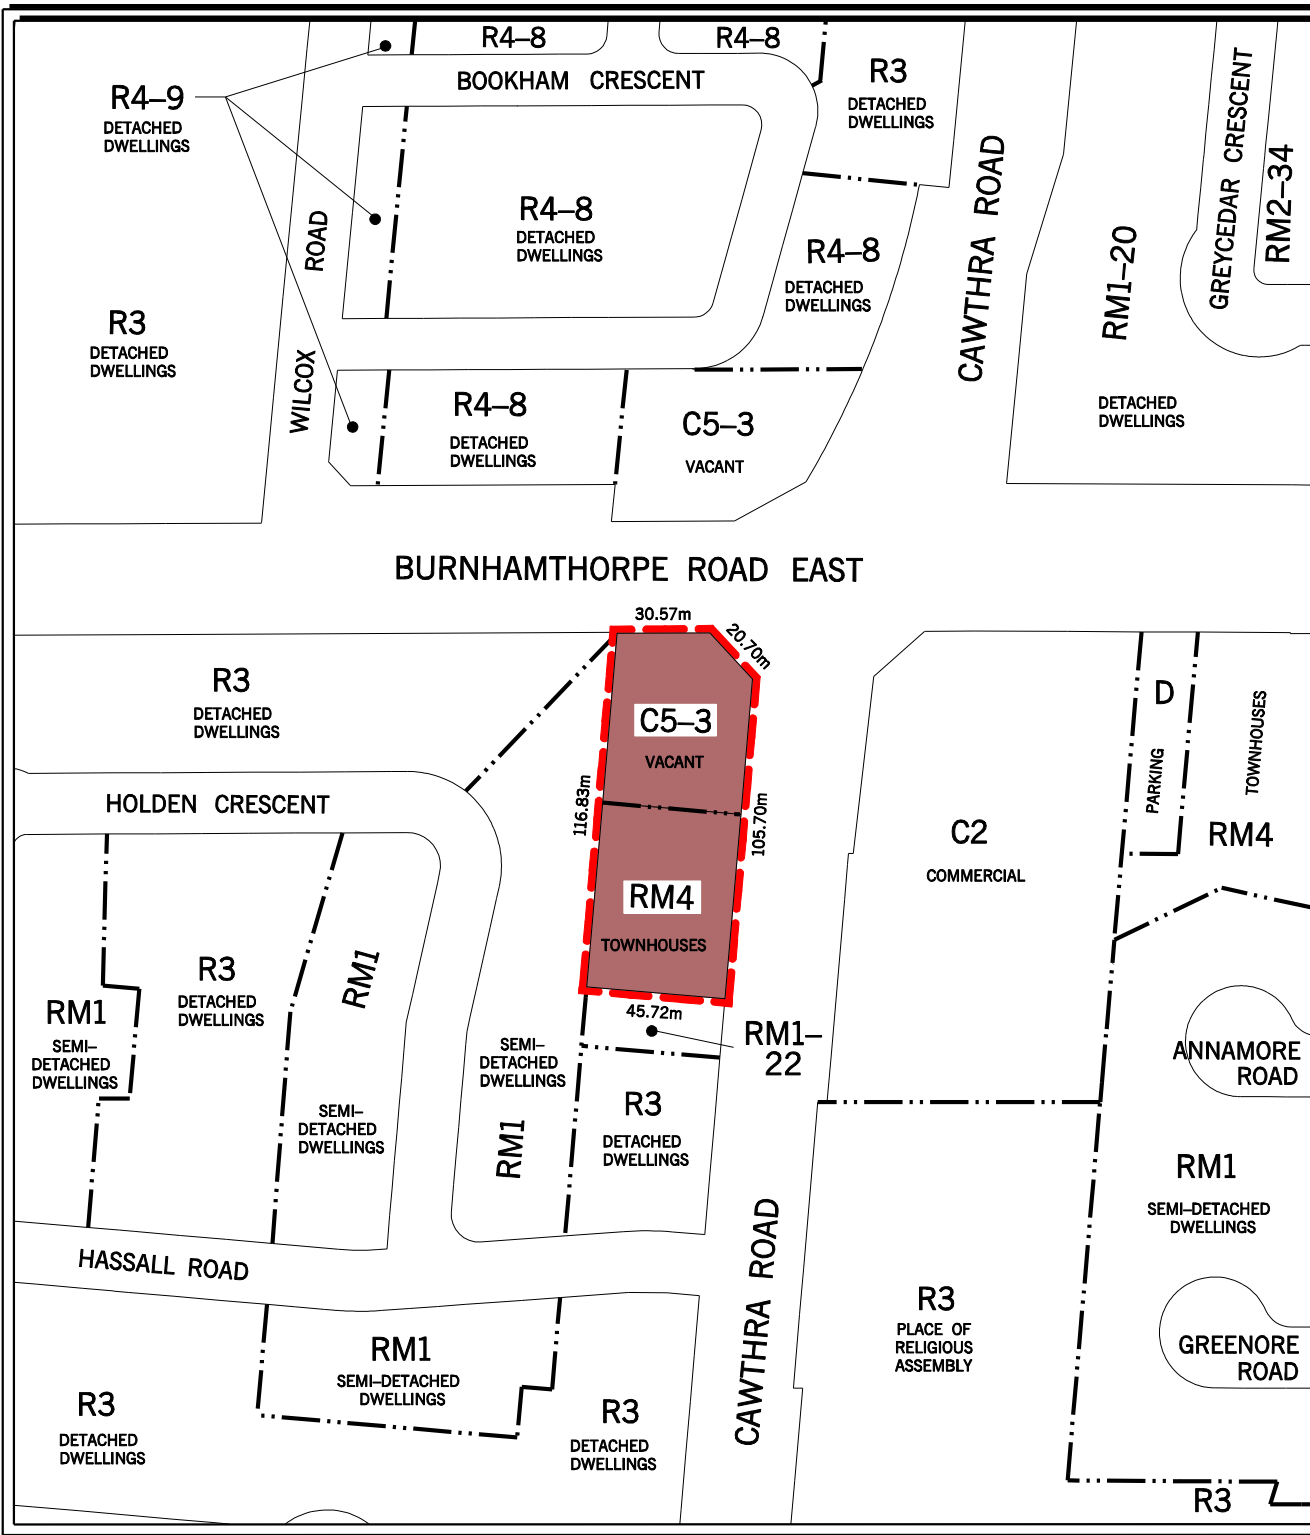 R4–8
R4–8
BOOKHAM CRESCENT
R3
DETACHED
DWELLINGS
R4–9
DETACHED
DWELLINGS
GREYCEDAR CRESCENT
RM2–34
CAWTHRA ROAD
R4–8
DETACHED
DWELLINGS
ROAD
WILCOX
R4–8
DETACHED
DWELLINGS
RM1–20
DETACHED
DWELLINGS
R3
DETACHED
DWELLINGS
R4–8
DETACHED
DWELLINGS
C5–3
VACANT
BURNHAMTHORPE ROAD EAST
30.57m
20.70m
R3
DETACHED
DWELLINGS
C5–3
VACANT
D
PARKING
TOWNHOUSES
RM4
HOLDEN CRESCENT
116.83m
105.70m
C2
COMMERCIAL
RM4
TOWNHOUSES
R3
DETACHED
DWELLINGS
RM1
RM1
SEMI–
DETACHED
DWELLINGS
45.72m
RM1–
22
SEMI–
DETACHED
DWELLINGS
RM1
ANNAMORE
ROAD
SEMI–
DETACHED
DWELLINGS
R3
DETACHED
DWELLINGS
RM1
SEMI–DETACHED
DWELLINGS
HASSALL ROAD
CAWTHRA ROAD
R3
PLACE OF
RELIGIOUS
ASSEMBLY
RM1
SEMI–DETACHED
DWELLINGS
GREENORE
ROAD
R3
DETACHED
DWELLINGS
R3
DETACHED
DWELLINGS
R3